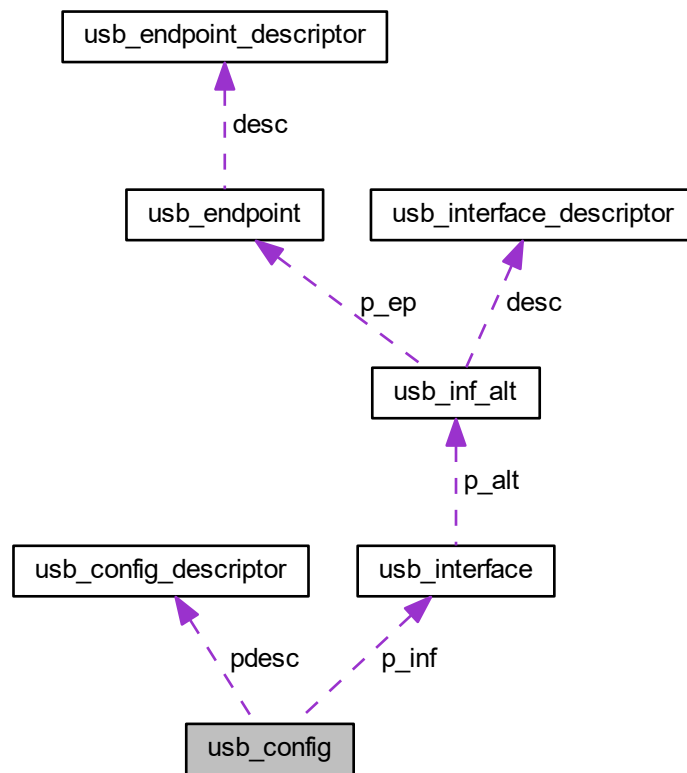 usb_endpoint_descriptor
desc
usb_endpoint
usb_interface_descriptor
p_ep
desc
usb_inf_alt
p_alt
usb_config_descriptor
usb_interface
pdesc
p_inf
usb_config